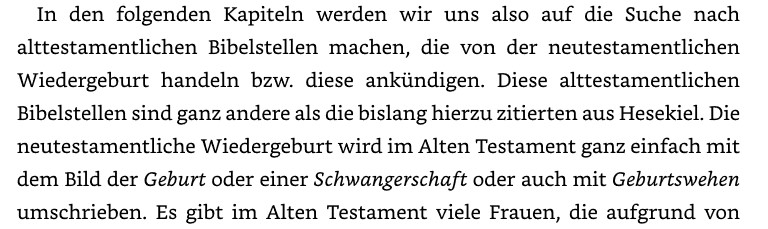 In den folgenden Kapiteln werden wir uns also auf die Suche nach
alttestamentlichen Bibelstellen machen, die von der neutestamentlichen
Wiedergeburt handeln bzw. diese ankündigen. Diese alttestamentlichen
Bibelstellen sind ganz andere als die bislang hierzu zitierten aus Hesekiel. Die
neutestamentliche Wiedergeburt wird im Alten Testament ganz einfach mit
dem Bild der Geburt oder einer Schwangerschaft oder auch mit Geburtswehen
umschrieben. Es gibt im Alten Testament viele Frauen, die aufgrund von